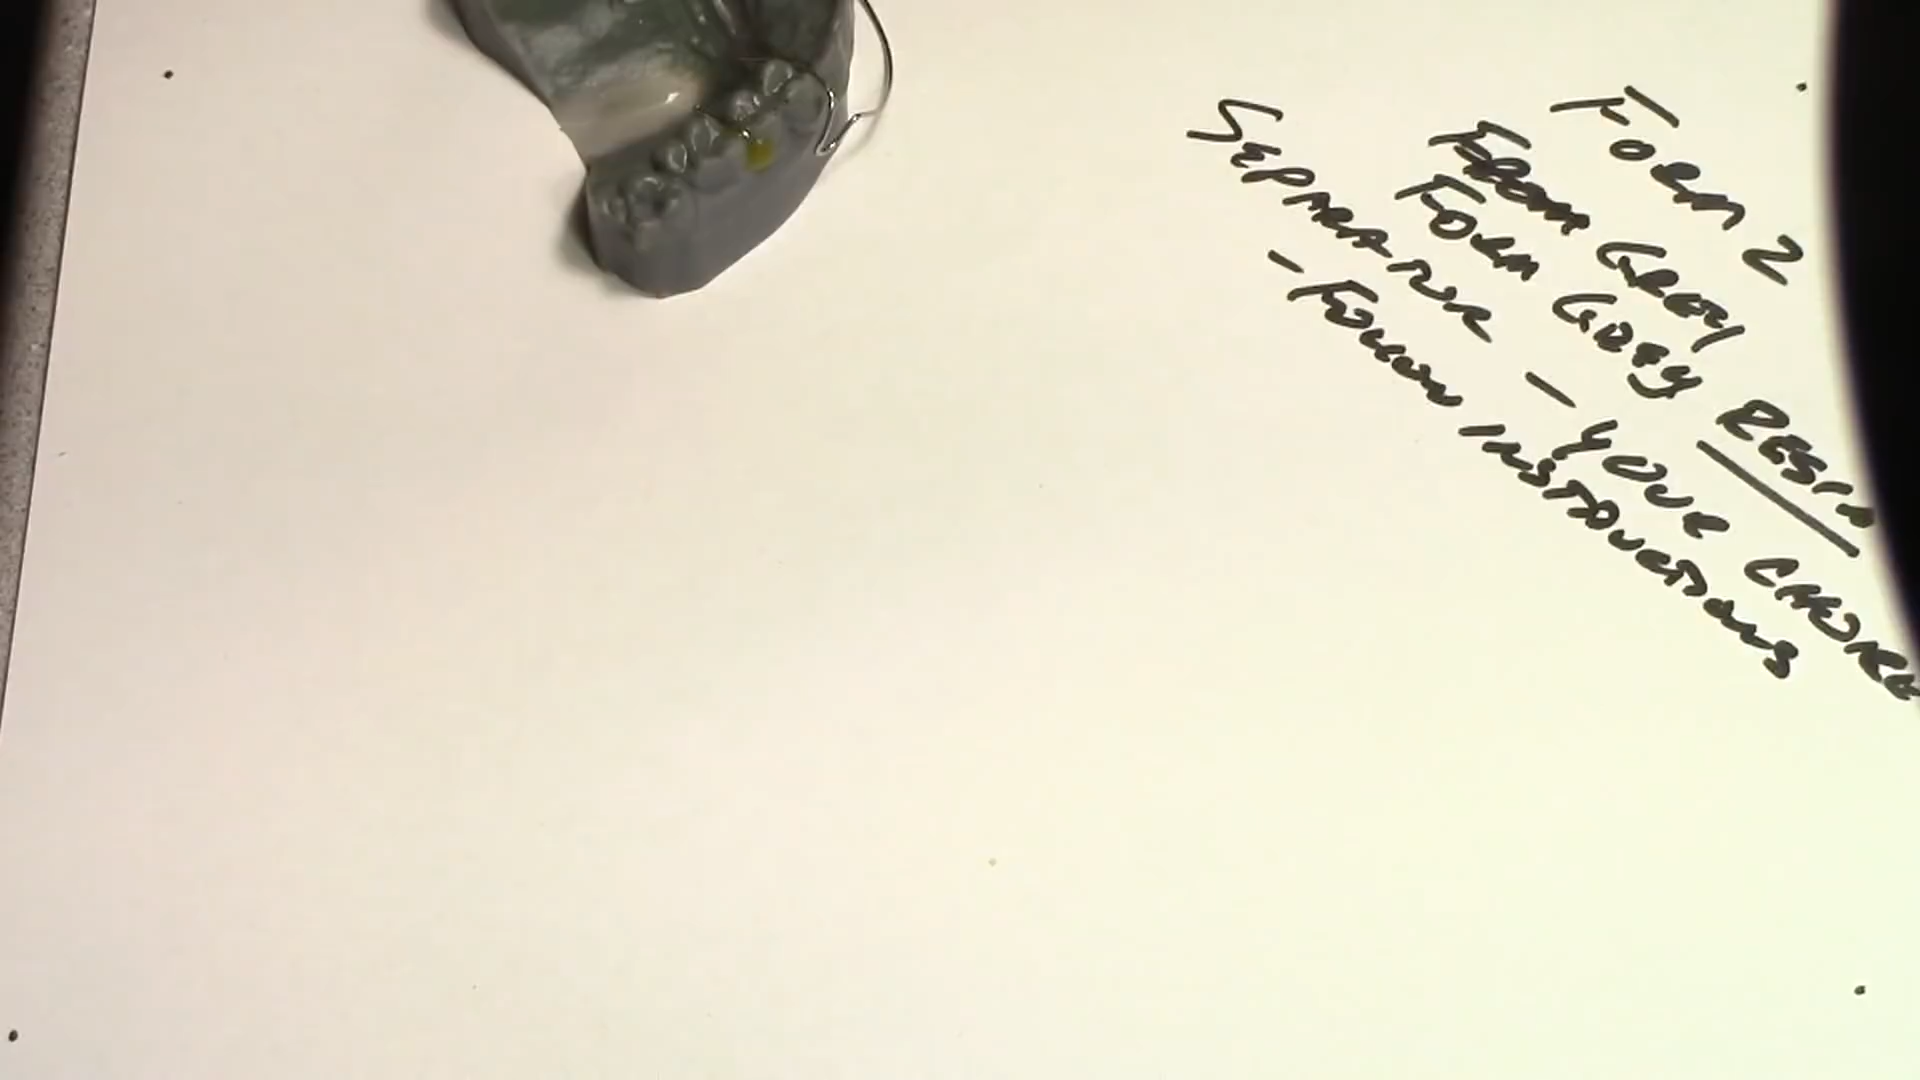 FORM 2
FORM GREY
FORM GREY RESIN
SEPARATOR - YOUR CHOICE
- FOLLOW INSTRUCTIONS